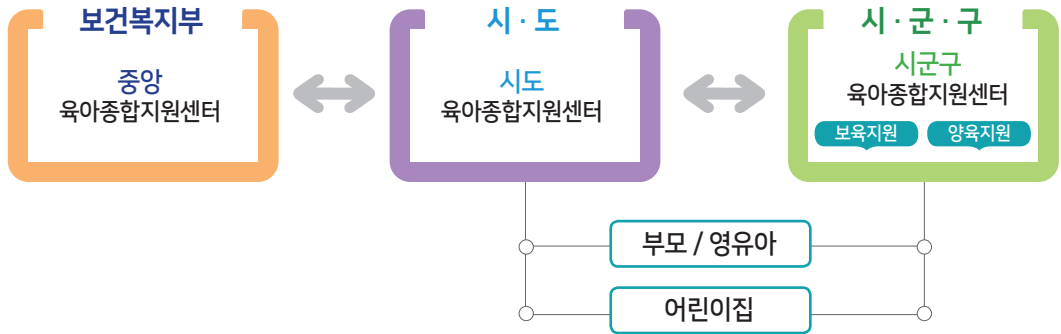 보건복지부
중앙
육아종합지원센터
시 · 도
시도
육아종합지원센터
시 · 군 · 구
시군구
육아종합지원센터
보육지원
양육지원
부모 / 영유아
어린이집